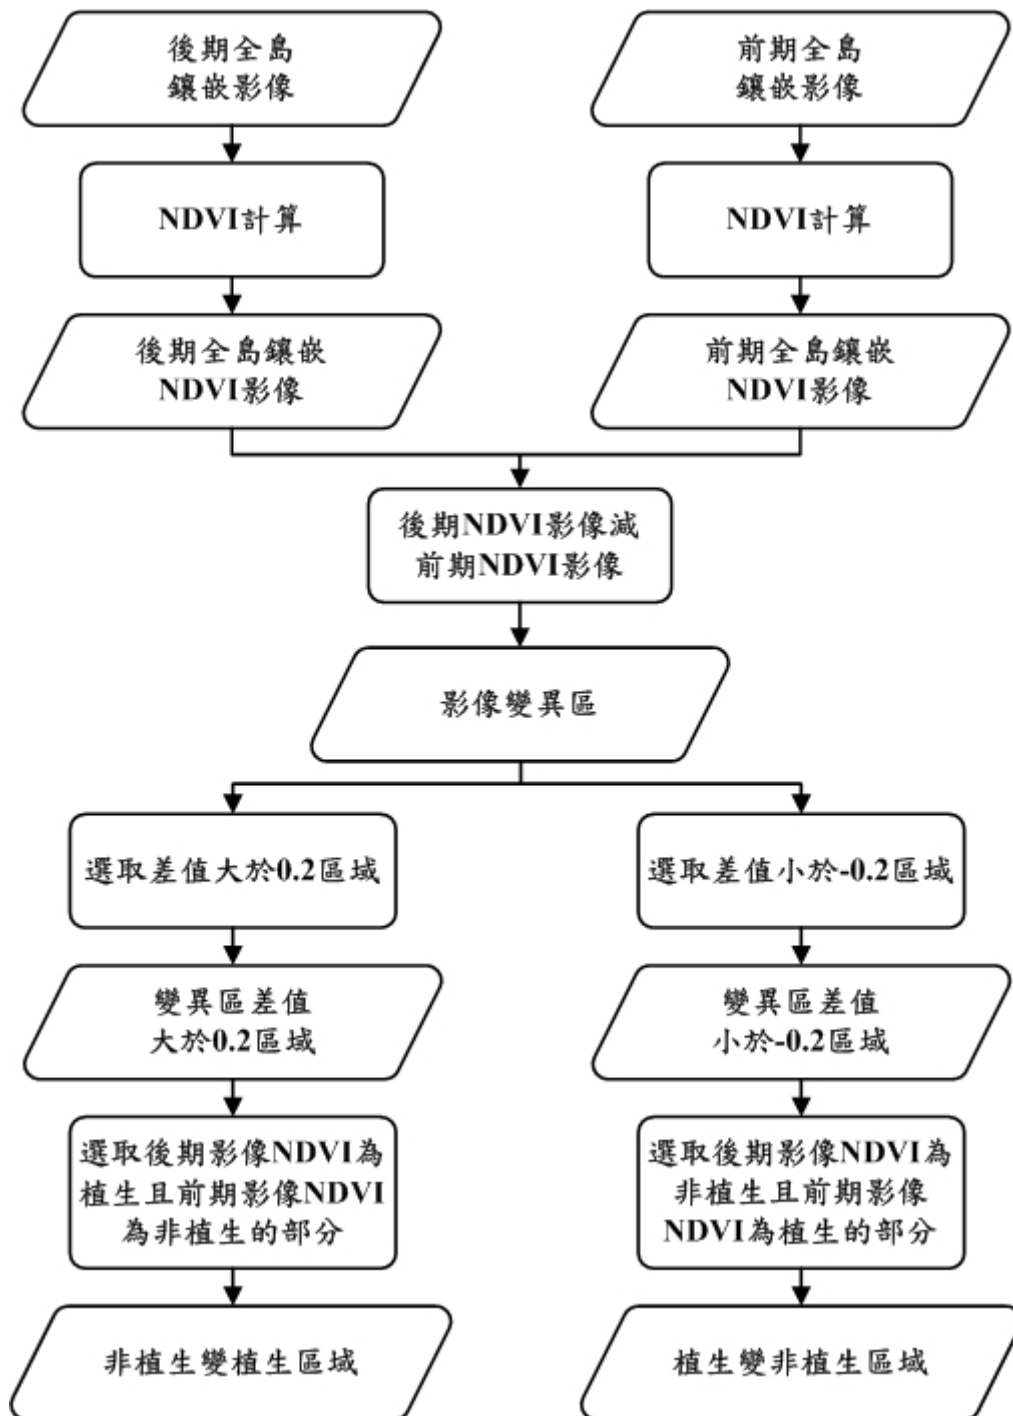 後期全島
鑲嵌影像
前期全島
鑲嵌影像
NDVI計算
NDVI計算
後期全島鑲嵌
NDVI影像
前期全島鑲嵌
NDVI影像
後期NDVI影像減
前期NDVI影像
影像變異區
選取差值大於0.2區域
選取差值小於-0.2區域
變異區差值
大於0.2區域
變異區差值
小於-0.2區域
選取後期影像NDVI為
植生且前期影像NDVI
為非植生的部分
選取後期影像NDVI為
非植生且前期影像
NDVI為植生的部分
非植生變植生區域
植生變非植生區域